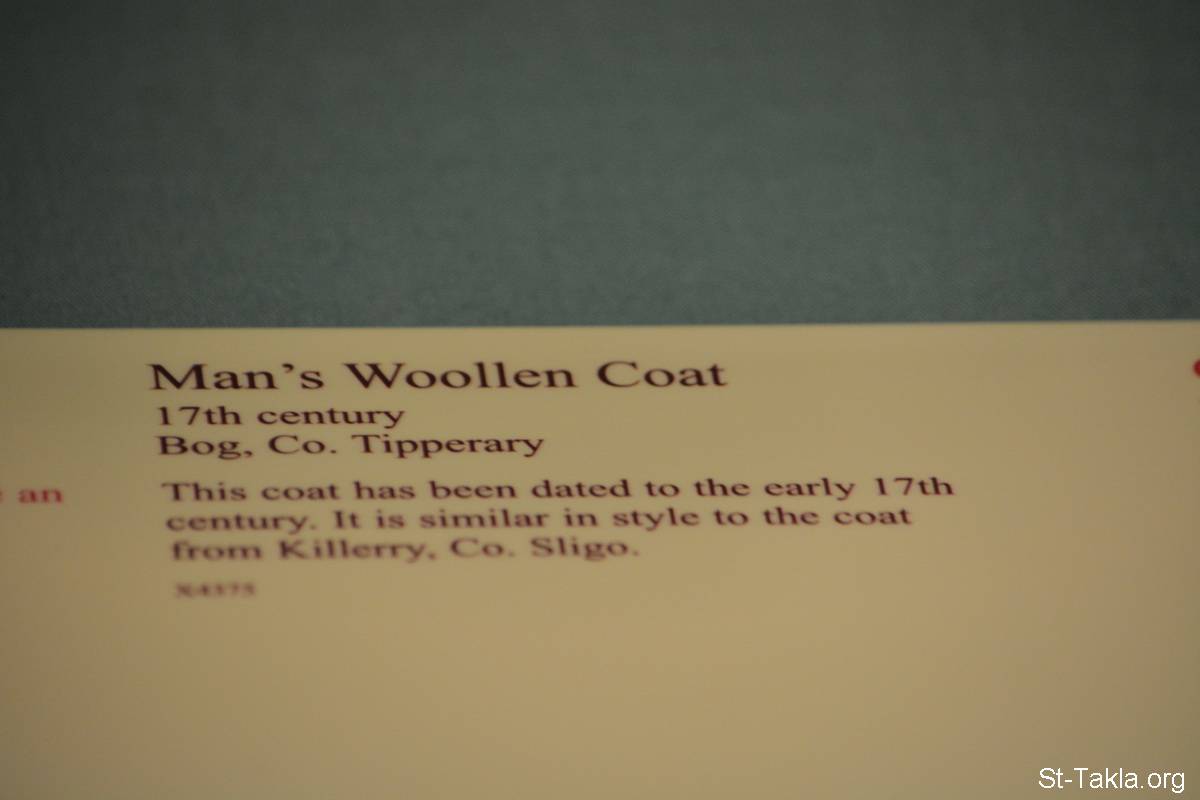 Man's Woollen Coat
17th century
Bog, Co. Tipperary
This coat has been dated to the early 17th
century. It is similar in style to the coat
from Killerry, Co. Sligo.
an
St-Takla.org